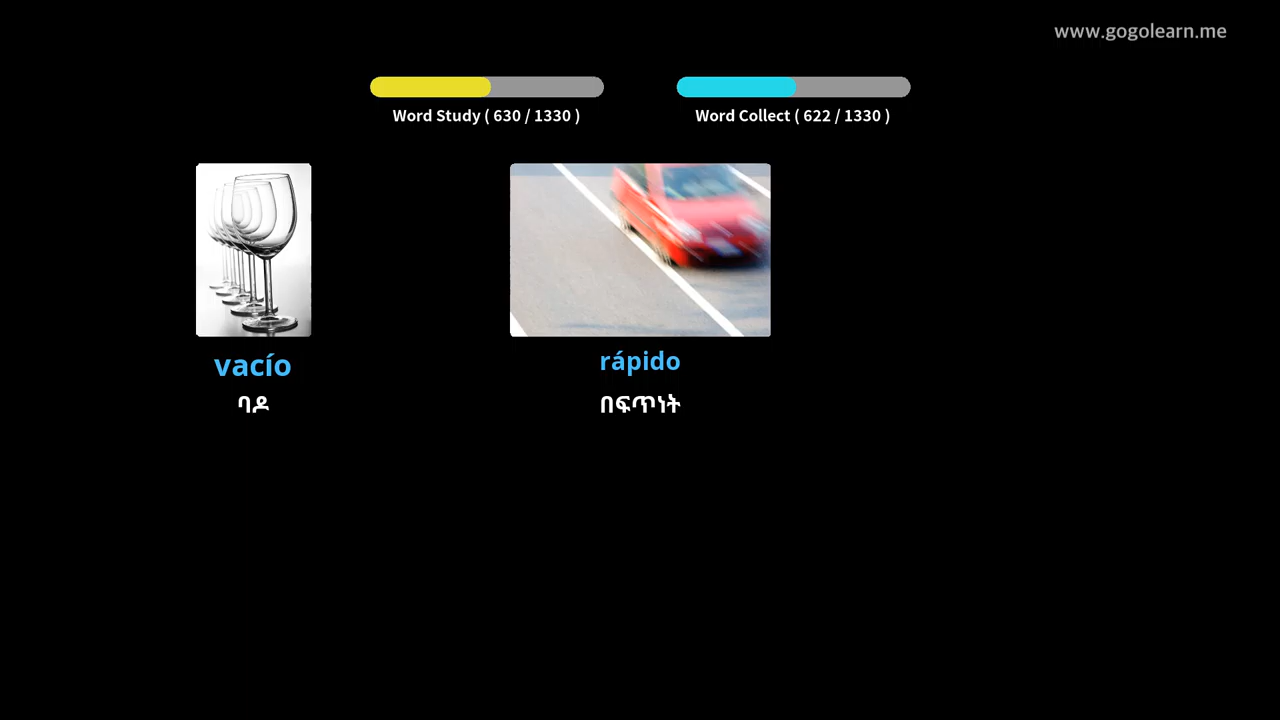 www.gogolearn.me
Word Study ( 630 / 1330 )
Word Collect ( 622 / 1330 )
vacío
ባዶ
rápido
በፍጥነት